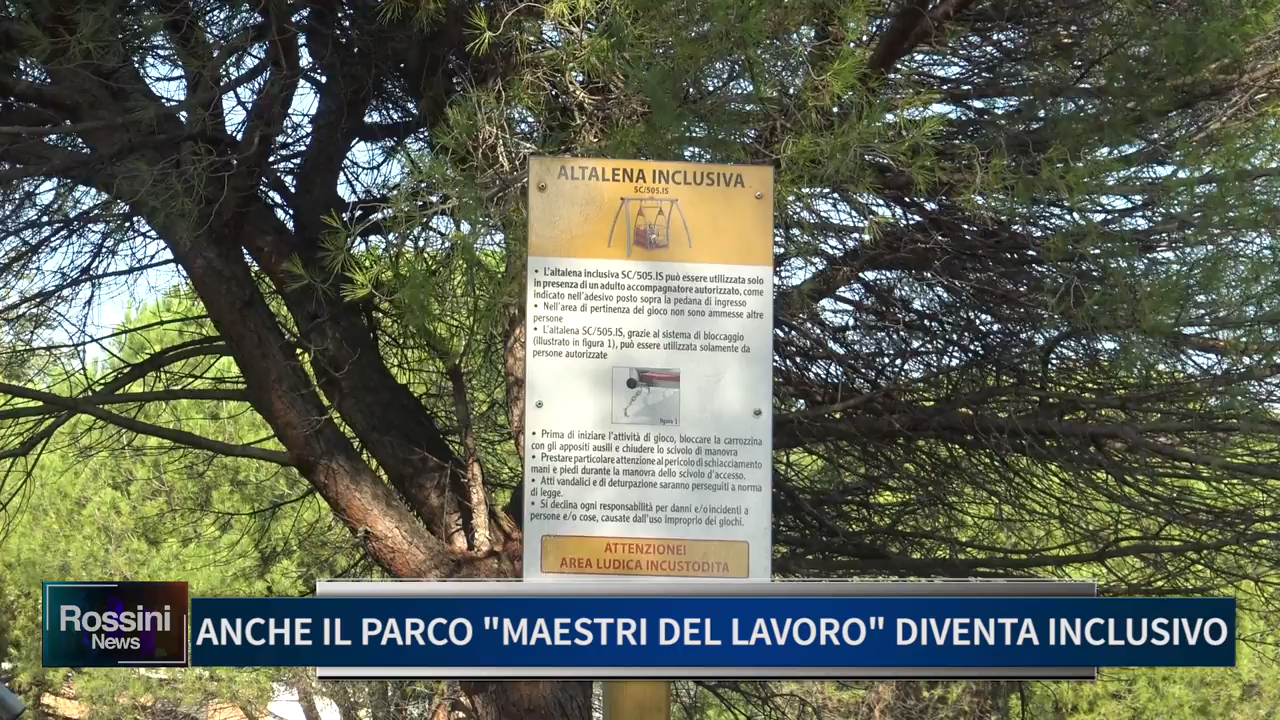 ALTALENA INCLUSIVA
SC/505.IS
• L'altalena inclusiva SC/505.IS può essere utilizzata solo
in presenza di un adulto accompagnatore autorizzato, come
indicato nell'adesivo posto sopra la pedana di ingresso
• Nell'area di pertinenza del gioco non sono ammesse altre
persone
• L'altalena SC/505.IS, grazie al sistema di bloccaggio
(illustrato in figura 1), può essere utilizzata solamente da
persone autorizzate
figura 1
• Prima di iniziare l'attività di gioco, bloccare la carrozzina
con gli appositi ausili e chiudere lo scivolo di manovra
• Prestare particolare attenzione al pericolo di schiacciamento
mani e piedi durante la manovra dello scivolo d'accesso.
• Atti vandalici e di deturpazione saranno perseguiti a norma
di legge.
• Si declina ogni responsabilità per danni e/o incidenti a
persone e/o cose, causate dall'uso improprio dei giochi.
ATTENZIONE!
AREA LUDICA INCUSTODITA
Rossini
News
ANCHE IL PARCO "MAESTRI DEL LAVORO" DIVENTA INCLUSIVO